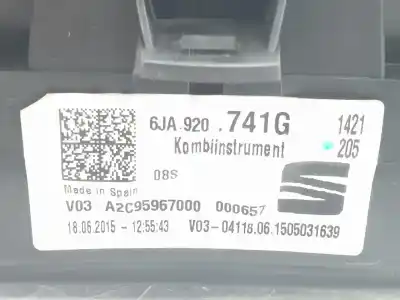 6JA 920 . 741G 1421
Kombiinstrument 205
08S
Made in Spain
V03 A2C95967000 000657
18.06.2015 - 12:55:43 V03-04118.06.1505031639